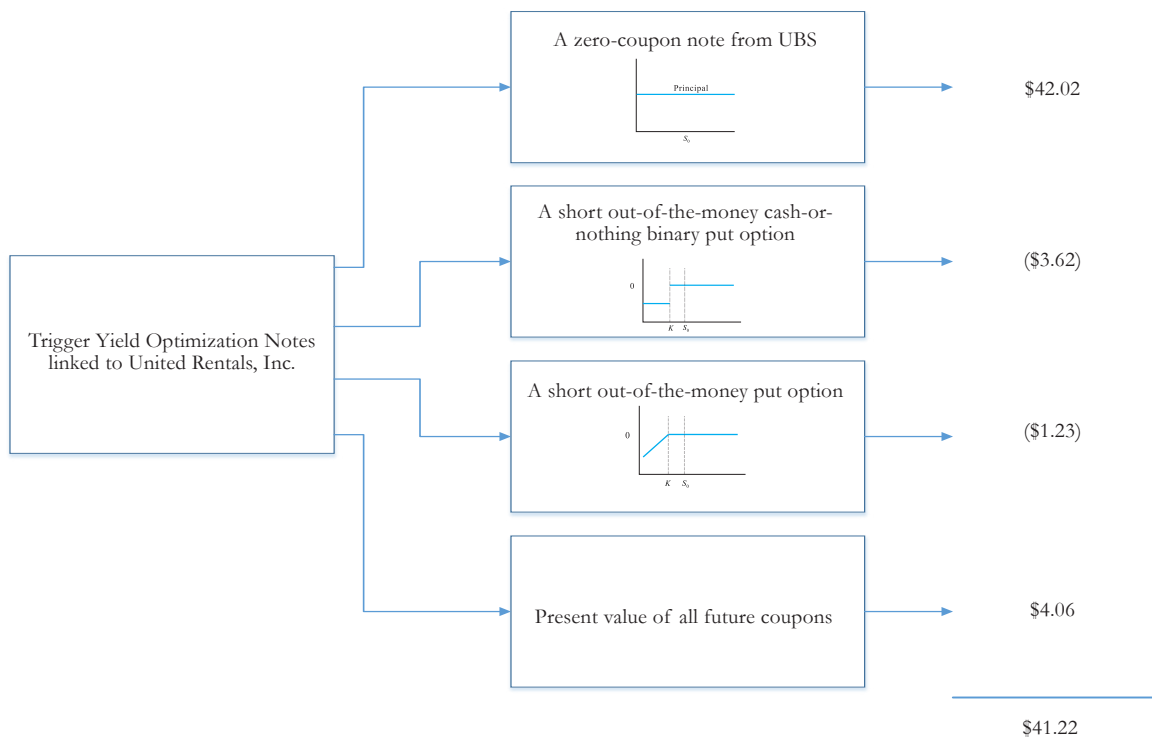 A zero-coupon note from UBS
Principal
S₀
$42.02
A short out-of-the-money cash-or-
nothing binary put option
0
K S₀
($3.62)
Trigger Yield Optimization Notes
linked to United Rentals, Inc.
A short out-of-the-money put option
0
K S₀
($1.23)
Present value of all future coupons
$4.06
$41.22